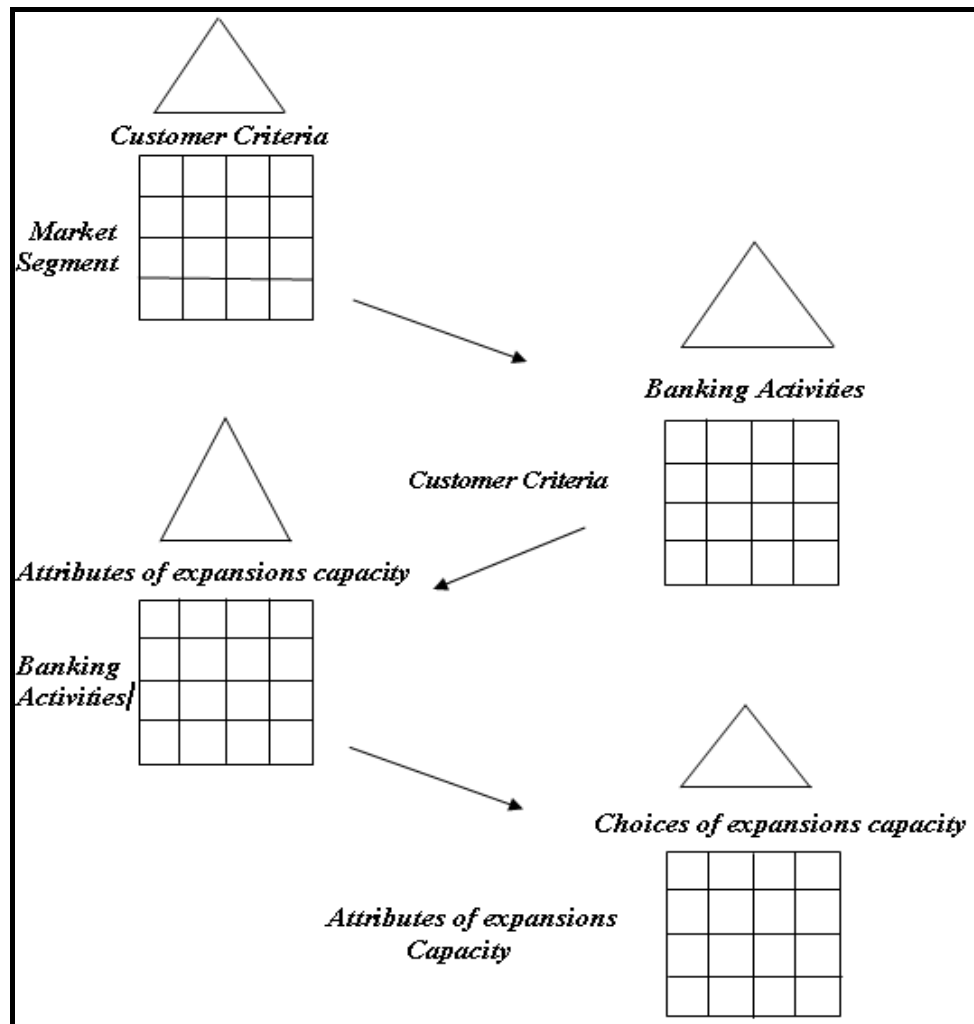 Customer Criteria
Market
Segment
Banking Activities
Customer Criteria
Attributes of expansions capacity
Banking
Activities/
Choices of expansions capacity
Attributes of expansions
Capacity